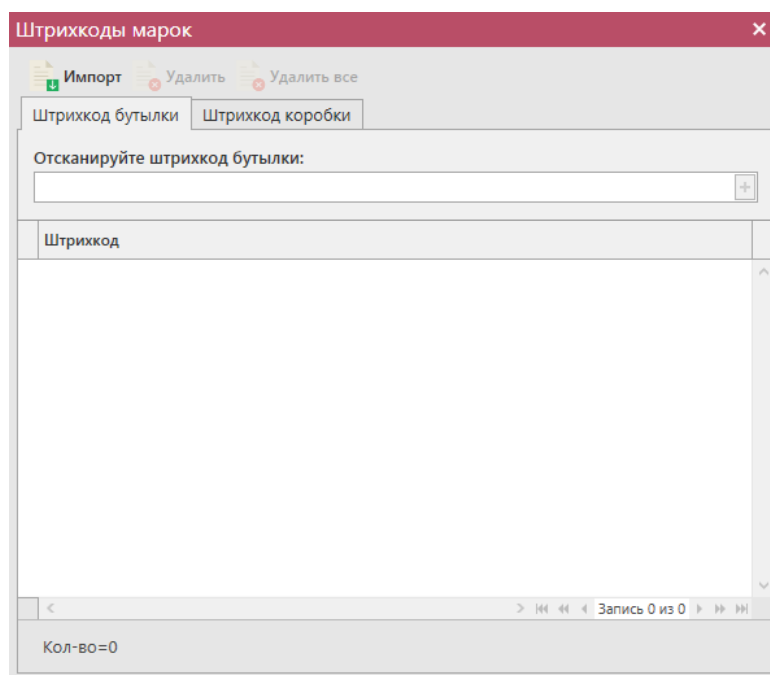 Штрихкоды марок
Импорт Удалить Удалить все
Штрихкод бутылки Штрихкод коробки
Отсканируйте штрихкод бутылки:
Штрихкод
Запись 0 из 0
Кол-во=0